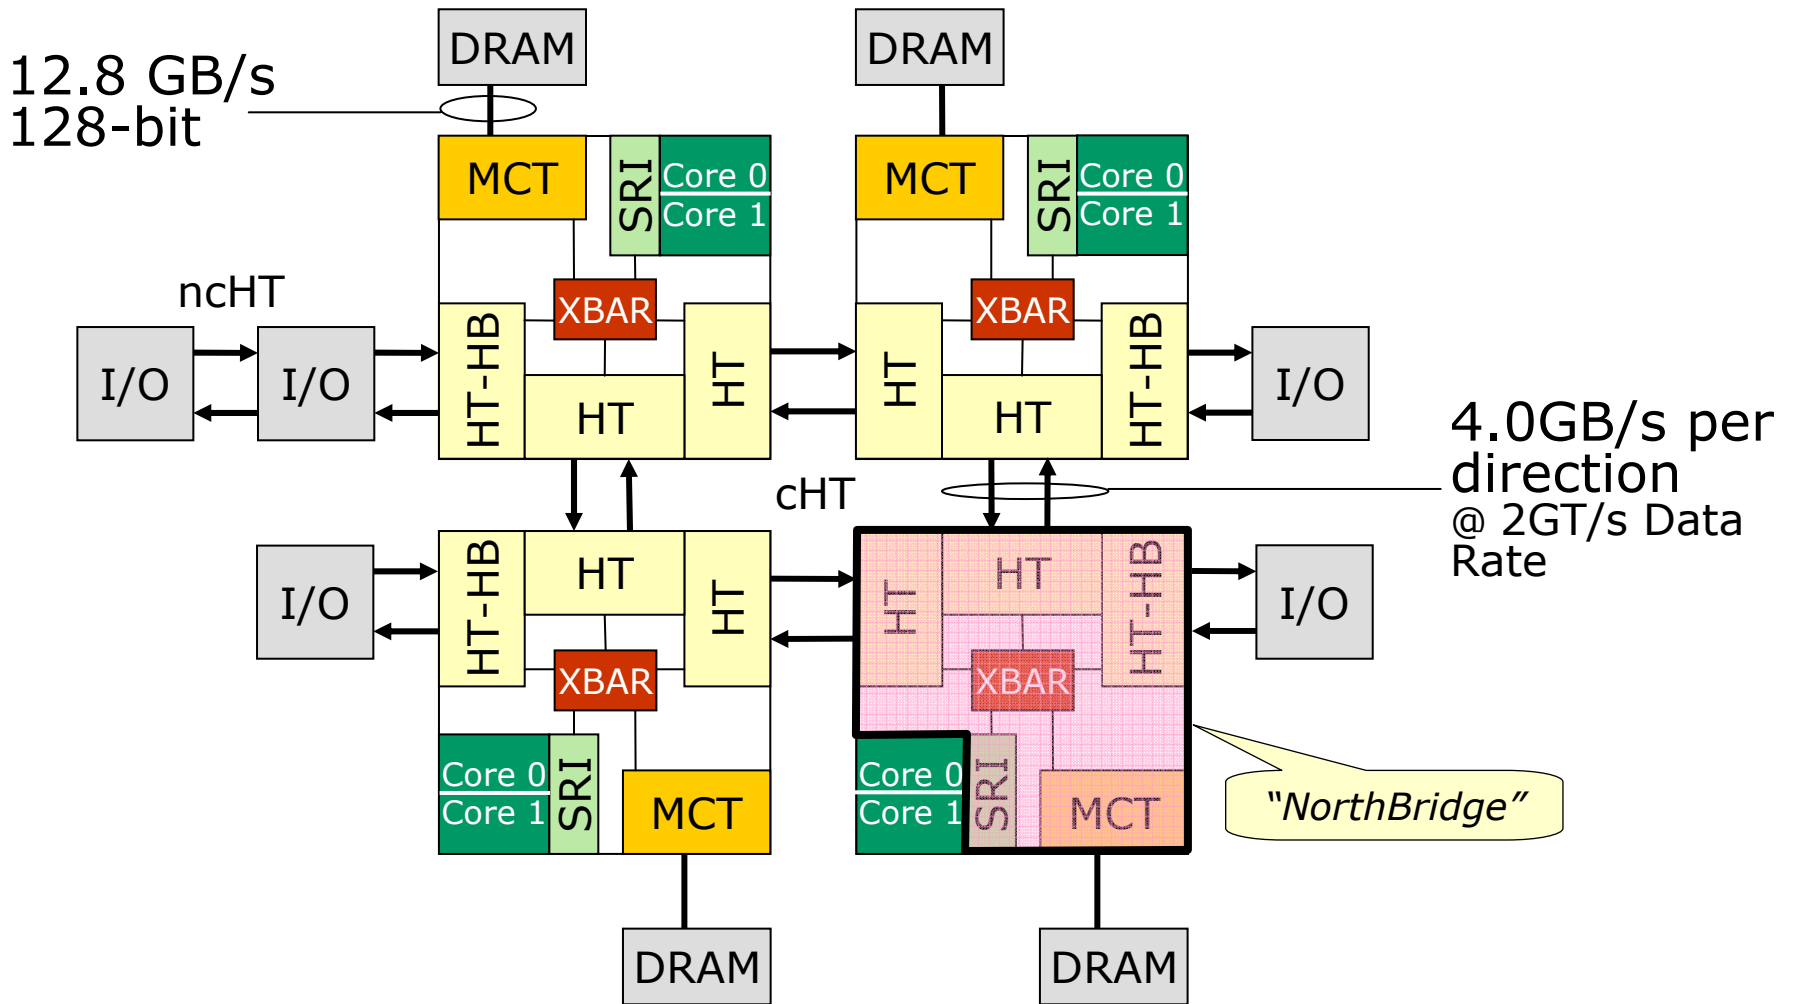 DRAM
DRAM
12.8 GB/s
128-bit
MCT
SRI
Core 0
Core 1
MCT
SRI
Core 0
Core 1
ncHT
XBAR
XBAR
I/O
I/O
HT-HB
HT
HT
HT
HT
HT-HB
I/O
4.0GB/s per
direction
@ 2GT/s Data
Rate
cHT
I/O
HT-HB
HT
HT
HT
HT
HT-HB
I/O
XBAR
XBAR
Core 0
Core 1
SRI
MCT
Core 0
Core 1
SRI
MCT
“NorthBridge”
DRAM
DRAM